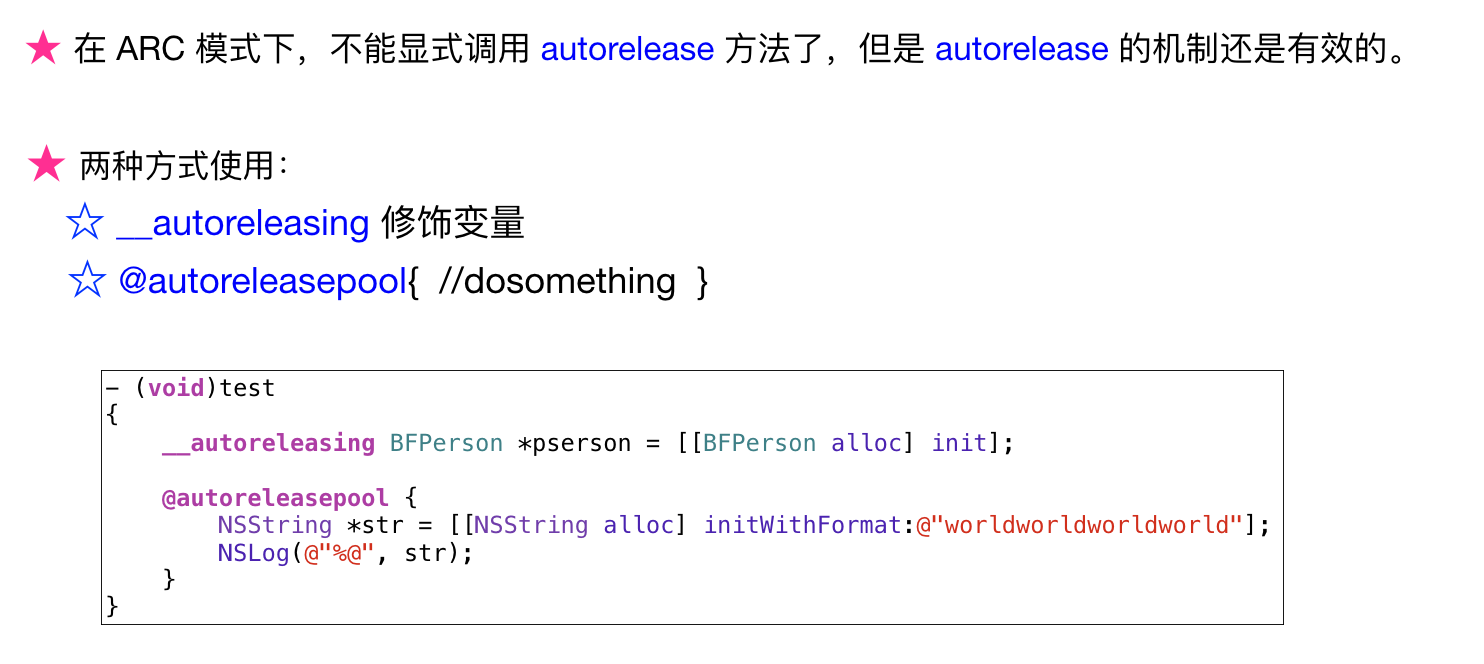 ★ 在 ARC 模式下，不能显式调用 autorelease 方法了，但是 autorelease 的机制还是有效的。
★ 两种方式使用：
☆ __autoreleasing 修饰变量
☆ @autoreleasepool{ //dosomething }
- (void)test
{
    __autoreleasing BFPerson *pserson = [[BFPerson alloc] init];
    @autoreleasepool {
        NSString *str = [[NSString alloc] initWithFormat:@"worldworldworldworld"];
        NSLog(@"%@", str);
    }
}